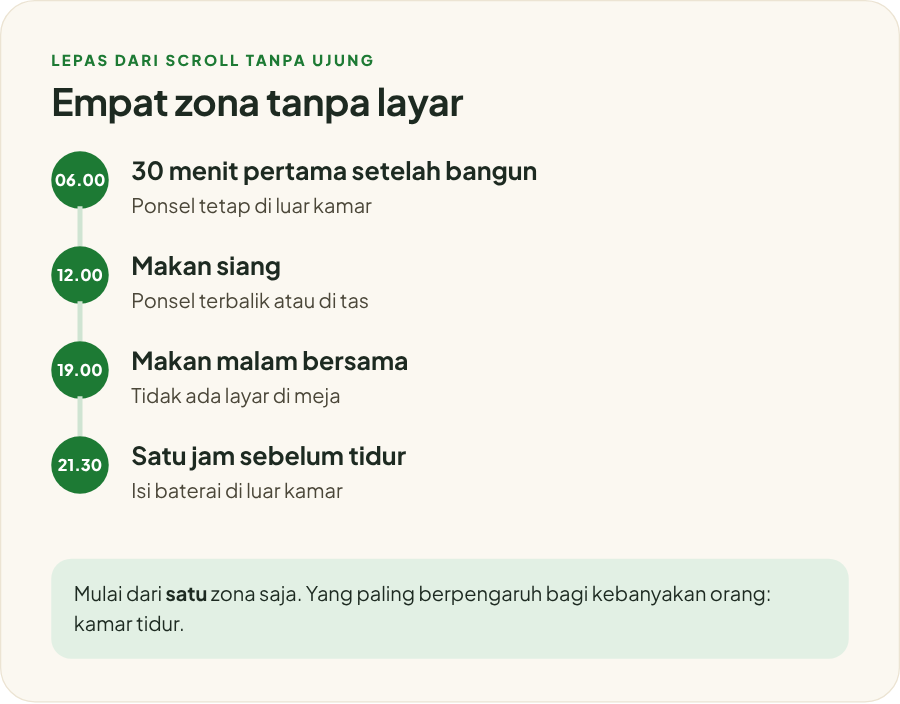 LEPAS DARI SCROLL TANPA UJUNG
Empat zona tanpa layar
06.00
30 menit pertama setelah bangun
Ponsel tetap di luar kamar
12.00
Makan siang
Ponsel terbalik atau di tas
19.00
Makan malam bersama
Tidak ada layar di meja
21.30
Satu jam sebelum tidur
Isi baterai di luar kamar
Mulai dari satu zona saja. Yang paling berpengaruh bagi kebanyakan orang:
kamar tidur.